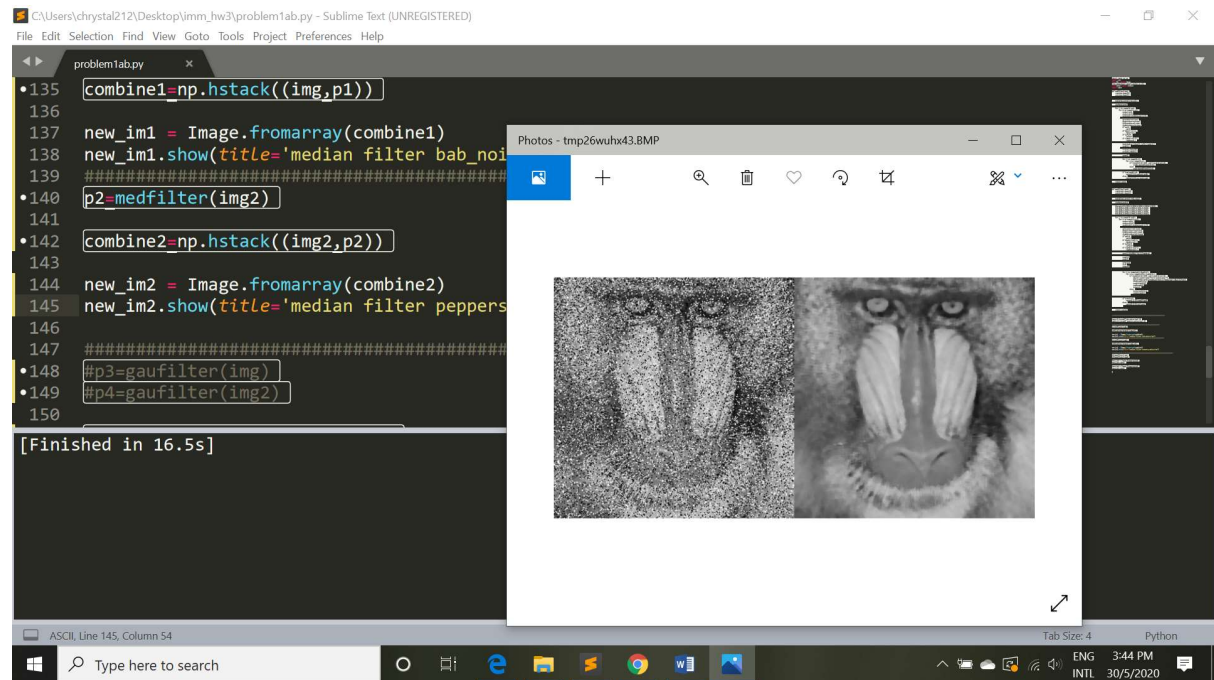 C:\Users\chrystal212\Desktop\imm_hw3\problem1ab.py - Sublime Text (UNREGISTERED)
File Edit Selection Find View Goto Tools Project Preferences Help
problem1ab.py ×
135 combine1=np.hstack((img,p1))
136
137 new_im1 = Image.fromarray(combine1)
138 new_im1.show(title='median filter bab_noi
139 #################################################
140 p2=medfilter(img2)
141
142 combine2=np.hstack((img2,p2))
143
144 new_im2 = Image.fromarray(combine2)
145 new_im2.show(title='median filter peppers
146
147 #################################################
148 #p3=gaufilter(img)
149 #p4=gaufilter(img2)
150
Photos - tmp26wuhx43.BMP
[Finished in 16.5s]
ASCII, Line 145, Column 54
Tab Size: 4
Python
Type here to search
ENG
INTL
3:44 PM
30/5/2020